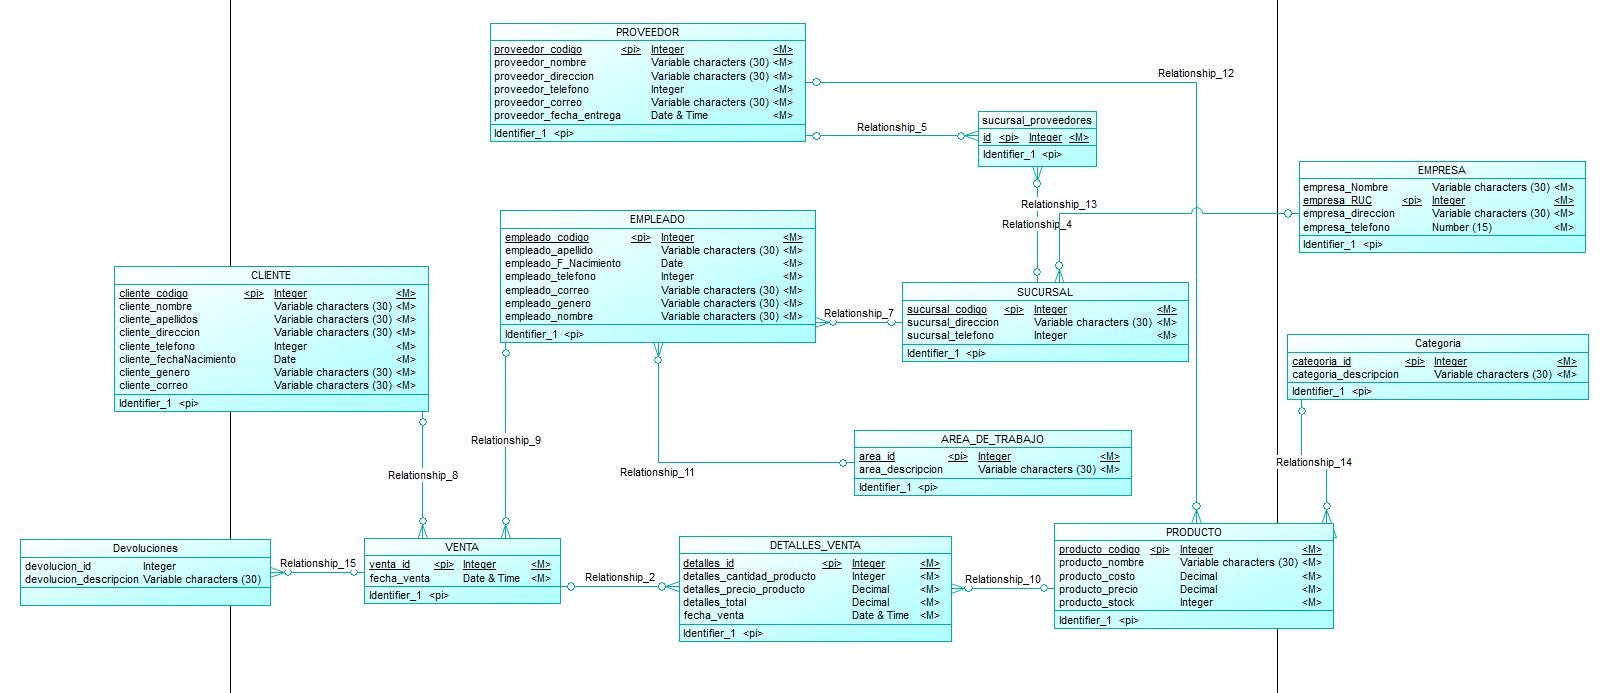 PROVEEDOR
proveedor_codigo <pi> Integer <M>
proveedor_nombre Variable characters (30) <M>
proveedor_direccion Variable characters (30) <M>
proveedor_telefono Integer <M>
proveedor_correo Variable characters (30) <M>
proveedor_fecha_entrega Date & Time <M>
Identifier_1 <pi>
Relationship_12
Relationship_5
sucursal_proveedores
id <pi> Integer <M>
Identifier_1 <pi>
Relationship_13
Relationship_4
EMPRESA
empresa_Nombre Variable characters (30) <M>
empresa_RUC <pi> Integer <M>
empresa_direccion Variable characters (30) <M>
empresa_telefono Number (15) <M>
Identifier_1 <pi>
EMPLEADO
empleado_codigo <pi> Integer <M>
empleado_apellido Variable characters (30) <M>
empleado_F_Nacimiento Date <M>
empleado_telefono Integer <M>
empleado_correo Variable characters (30) <M>
empleado_genero Variable characters (30) <M>
empleado_nombre Variable characters (30) <M>
Identifier_1 <pi>
Relationship_7
SUCURSAL
sucursal_codigo <pi> Integer <M>
sucursal_direccion Variable characters (30) <M>
sucursal_telefono Integer <M>
Identifier_1 <pi>
CLIENTE
cliente_codigo <pi> Integer <M>
cliente_nombre Variable characters (30) <M>
cliente_apellidos Variable characters (30) <M>
cliente_direccion Variable characters (30) <M>
cliente_telefono Integer <M>
cliente_fechaNacimiento Date <M>
cliente_genero Variable characters (30) <M>
cliente_correo Variable characters (30) <M>
Identifier_1 <pi>
Categoria
categoria_id <pi> Integer <M>
categoria_descripcion Variable characters (30) <M>
Identifier_1 <pi>
Relationship_9
Relationship_8
Relationship_11
AREA_DE_TRABAJO
area_id <pi> Integer <M>
area_descripcion Variable characters (30) <M>
Identifier_1 <pi>
Relationship_14
Devoluciones
devolucion_id Integer
devolucion_descripcion Variable characters (30)
Relationship_15
VENTA
venta_id <pi> Integer <M>
fecha_venta Date & Time <M>
Identifier_1 <pi>
Relationship_2
DETALLES_VENTA
detalles_id <pi> Integer <M>
detalles_cantidad_producto Integer <M>
detalles_precio_producto Decimal <M>
detalles_total Decimal <M>
fecha_venta Date & Time <M>
Identifier_1 <pi>
Relationship_10
PRODUCTO
producto_codigo <pi> Integer <M>
producto_nombre Variable characters (30) <M>
producto_costo Decimal <M>
producto_precio Decimal <M>
producto_stock Integer <M>
Identifier_1 <pi>